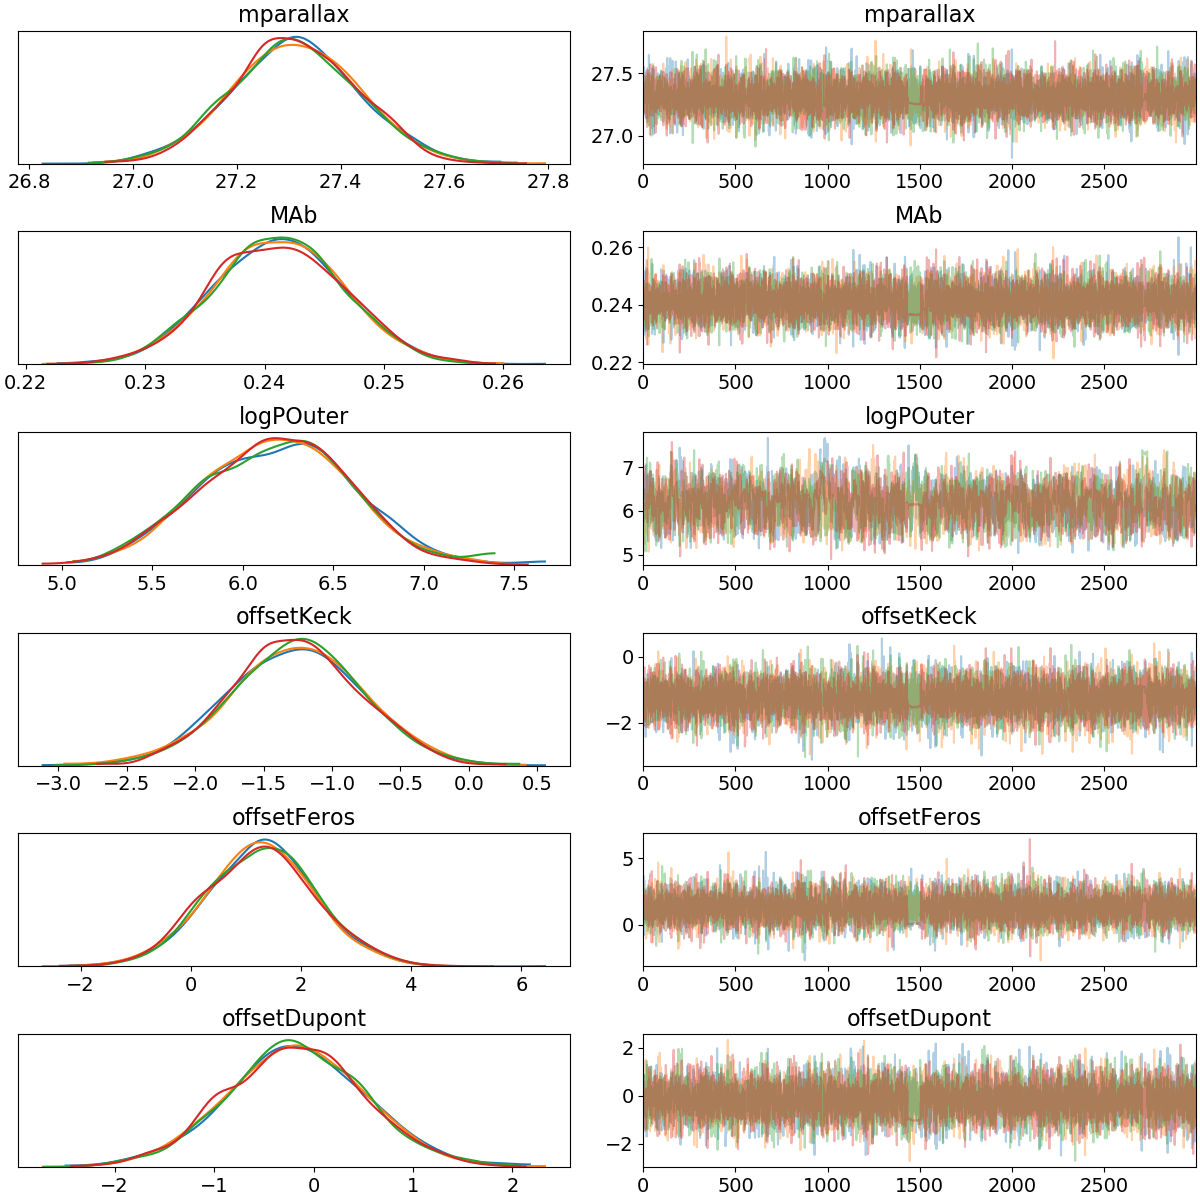 mparallax mparallax
27.5
27.0
26.8 27.0 27.2 27.4 27.6 27.8 0 500 1000 1500 2000 2500
MAb MAb
0.26
0.24
0.22
0.22 0.23 0.24 0.25 0.26 0 500 1000 1500 2000 2500
logPOuter logPOuter
7
6
5
5.0 5.5 6.0 6.5 7.0 7.5 0 500 1000 1500 2000 2500
offsetKeck offsetKeck
0
−2
−3.0 −2.5 −2.0 −1.5 −1.0 −0.5 0.0 0.5 0 500 1000 1500 2000 2500
offsetFeros offsetFeros
5
0
−2 0 2 4 6 0 500 1000 1500 2000 2500
offsetDupont offsetDupont
2
0
−2
−2 −1 0 1 2 0 500 1000 1500 2000 2500